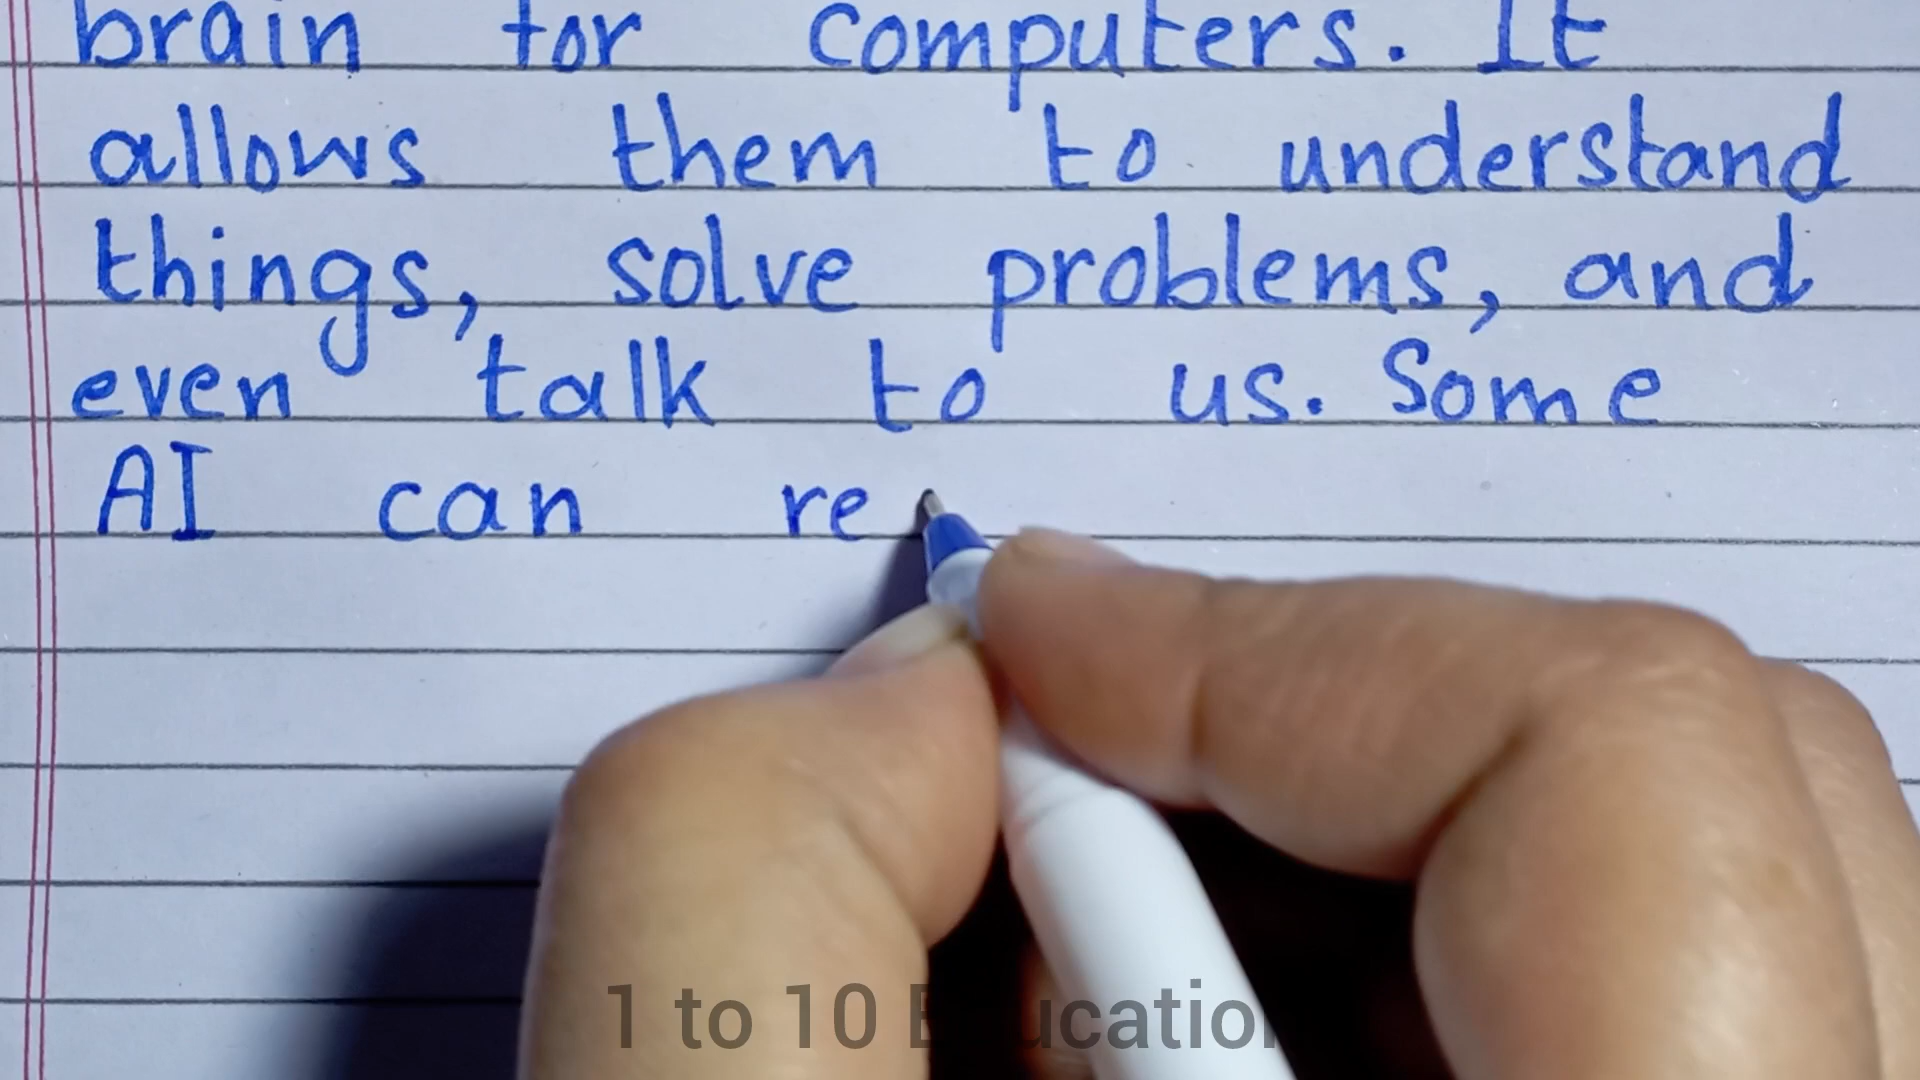 brain for computers. It
allows them to understand
things, solve problems, and
even talk to us. Some
AI can re
1 to 10 Education